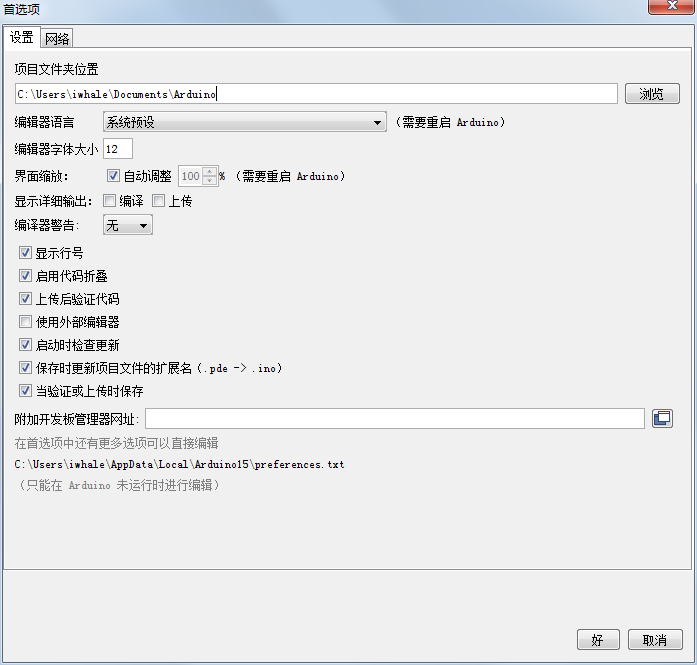 首选项
设置 网络
项目文件夹位置
C:\Users\iwhale\Documents\Arduino 浏览
编辑器语言 系统预设 （需要重启 Arduino）
编辑器字体大小 12
界面缩放： 自动调整 100 % （需要重启 Arduino）
显示详细输出： 编译 上传
编译器警告： 无
显示行号
启用代码折叠
上传后验证代码
使用外部编辑器
启动时检查更新
保存时更新项目文件的扩展名（.pde -> .ino）
当验证或上传时保存
附加开发板管理器网址:
在首选项中还有更多选项可以直接编辑
C:\Users\iwhale\AppData\Local\Arduino15\preferences.txt
（只能在 Arduino 未运行时进行编辑）
好 取消